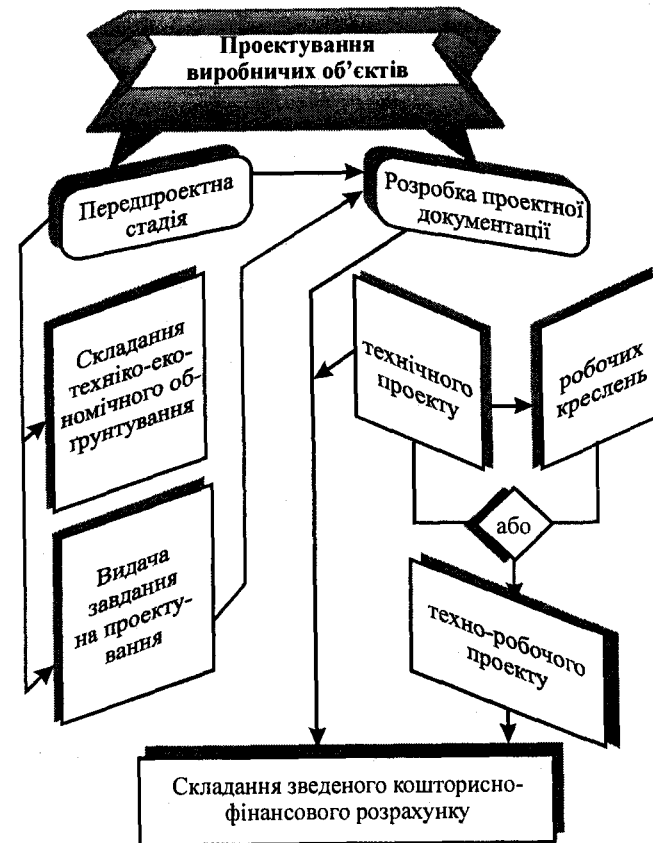 Проектування
виробничих об’єктів
Передпроектна
стадія
Розробка проектної
документації
Складання
техніко-еко-
номічного об-
ґрунтування
технічного
проекту
робочих
креслень
або
Видача
завдання
на проекту-
вання
техно-робочого
проекту
Складання зведеного кошторисно-
фінансового розрахунку